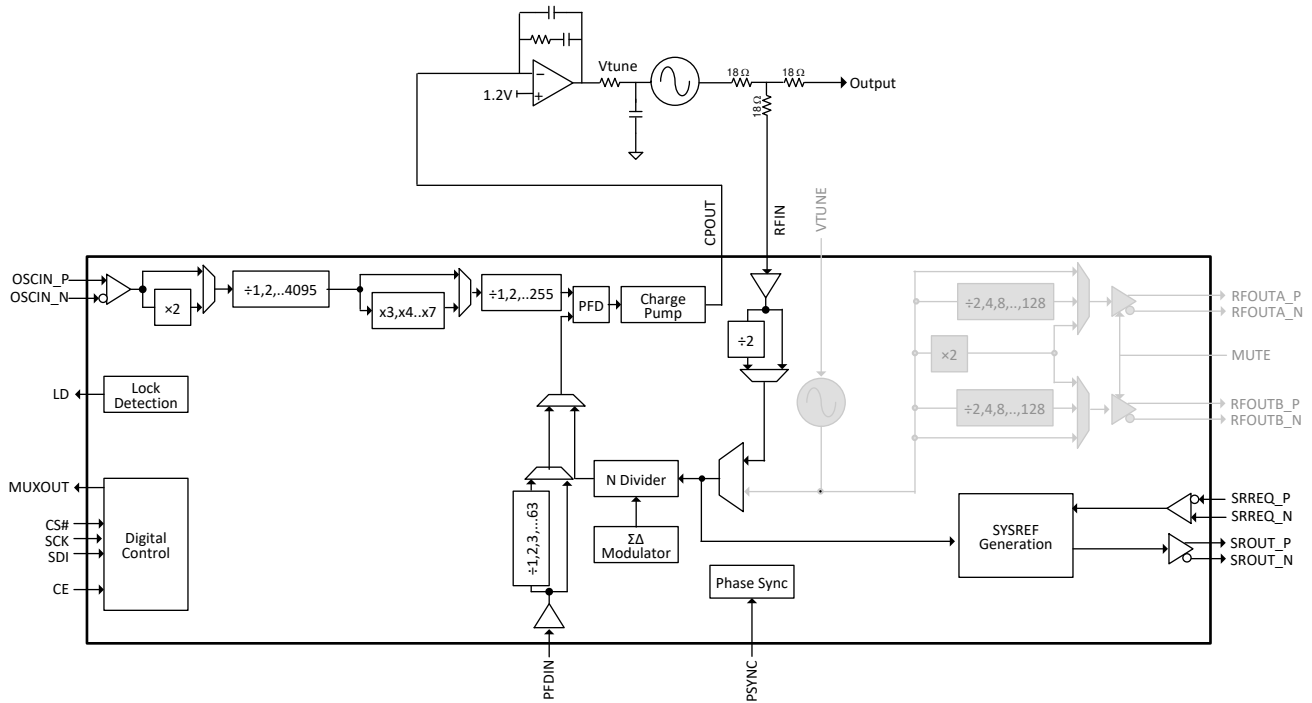 Vtune
1.2V
18 Ω
18 Ω
18 Ω
Output
CPOUT
RFIN
VTUNE
OSCIN_P
OSCIN_N
×2
÷1,2,..4095
x3,x4..x7
÷1,2,..255
PFD
Charge
Pump
÷2
÷2,4,8,..,128
×2
÷2,4,8,..,128
RFOUTA_P
RFOUTA_N
MUTE
RFOUTB_P
RFOUTB_N
LD
Lock
Detection
MUXOUT
CS#
SCK
SDI
CE
Digital
Control
÷1,2,3,...63
N Divider
ΣΔ
Modulator
Phase Sync
SYSREF
Generation
SRREQ_P
SRREQ_N
SROUT_P
SROUT_N
PFDIN
PSYNC